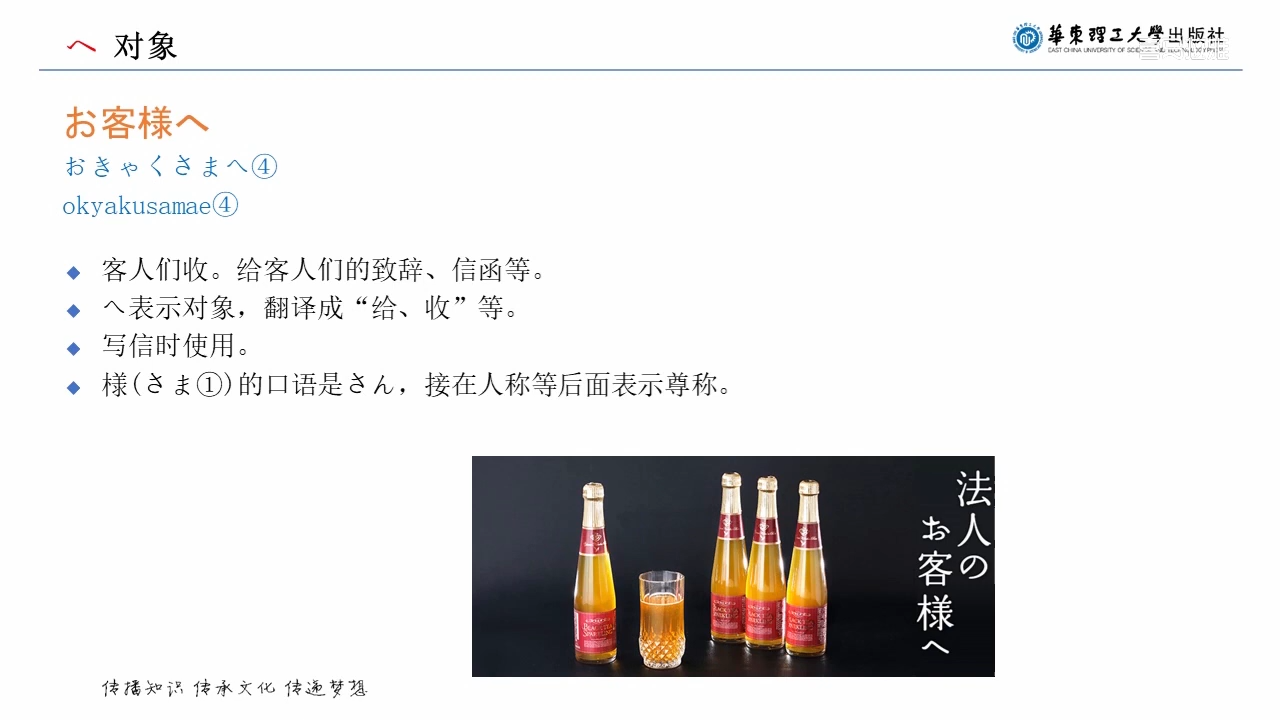 へ 对象
華東理工大學出版社
お客様へ
おきゃくさまへ④
okyakusamae④
客人们收。给客人们的致辞、信函等。
へ表示对象，翻译成“给、收”等。
写信时使用。
様(さま①)的口语是さん，接在人称等后面表示尊称。
法人の
お客様へ
传播知识 传承文化 传递梦想